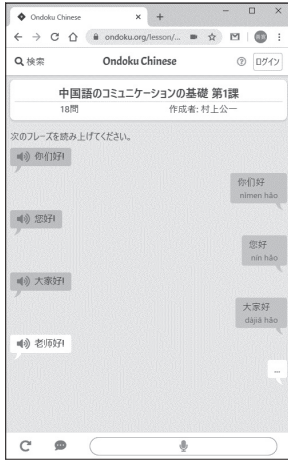 Ondoku Chinese
ondoku.org/lesson/...
検索
Ondoku Chinese
ログイン
中国語のコミュニケーションの基礎 第1課
18問
作成者: 村上公一
次のフレーズを読み上げてください。
你们好!
你们好
nǐmen hǎo
您好!
您好
nín hǎo
大家好!
大家好
dàjiā hǎo
老师好!
...